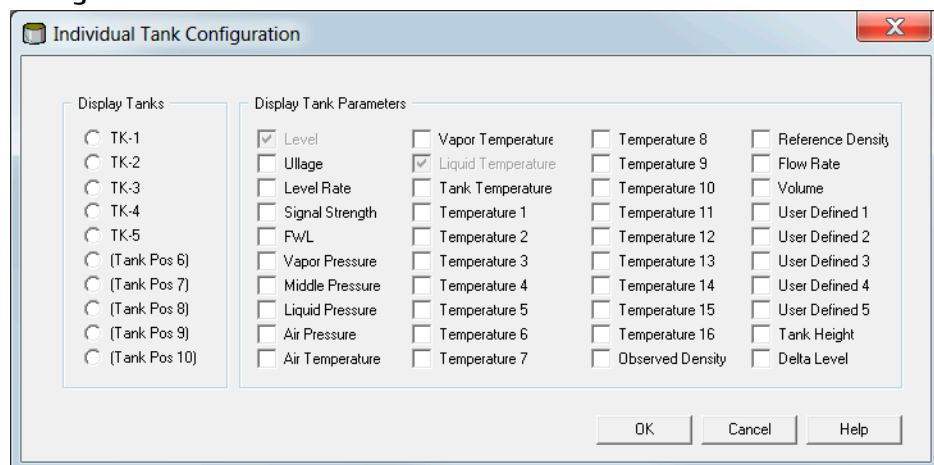 Individual Tank Configuration
X
Display Tanks
TK-1
TK-2
TK-3
TK-4
TK-5
(Tank Pos 6)
(Tank Pos 7)
(Tank Pos 8)
(Tank Pos 9)
(Tank Pos 10)
Display Tank Parameters
Level
Ullage
Level Rate
Signal Strength
FWL
Vapor Pressure
Middle Pressure
Liquid Pressure
Air Pressure
Air Temperature
Vapor Temperature
Liquid Temperature
Tank Temperature
Temperature 1
Temperature 2
Temperature 3
Temperature 4
Temperature 5
Temperature 6
Temperature 7
Temperature 8
Temperature 9
Temperature 10
Temperature 11
Temperature 12
Temperature 13
Temperature 14
Temperature 15
Temperature 16
Observed Density
Reference Density
Flow Rate
Volume
User Defined 1
User Defined 2
User Defined 3
User Defined 4
User Defined 5
Tank Height
Delta Level
OK
Cancel
Help